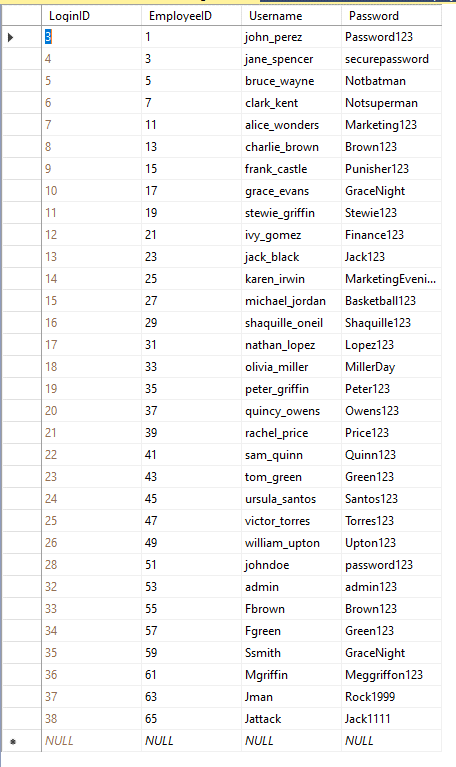 LoginID EmployeeID Username Password
3 1 john_perez Password123
4 3 jane_spencer securepassword
5 5 bruce_wayne Notbatman
6 7 clark_kent Notsuperman
7 11 alice_wonders Marketing123
8 13 charlie_brown Brown123
9 15 frank_castle Punisher123
10 17 grace_evans GraceNight
11 19 stewie_griffin Stewie123
12 21 ivy_gomez Finance123
13 23 jack_black Jack123
14 25 karen_irwin MarketingEveni...
15 27 michael_jordan Basketball123
16 29 shaquille_oneil Shaquille123
17 31 nathan_lopez Lopez123
18 33 olivia_miller MillerDay
19 35 peter_griffin Peter123
20 37 quincy_owens Owens123
21 39 rachel_price Price123
22 41 sam_quinn Quinn123
23 43 tom_green Green123
24 45 ursula_santos Santos123
25 47 victor_torres Torres123
26 49 william_upton Upton123
28 51 johndoe password123
32 53 admin admin123
33 55 Fbrown Brown123
34 57 Fgreen Green123
35 59 Ssmith GraceNight
36 61 Mgriffin Meggriffon123
37 63 Jman Rock1999
38 65 Jattack Jack1111
NULL NULL NULL NULL